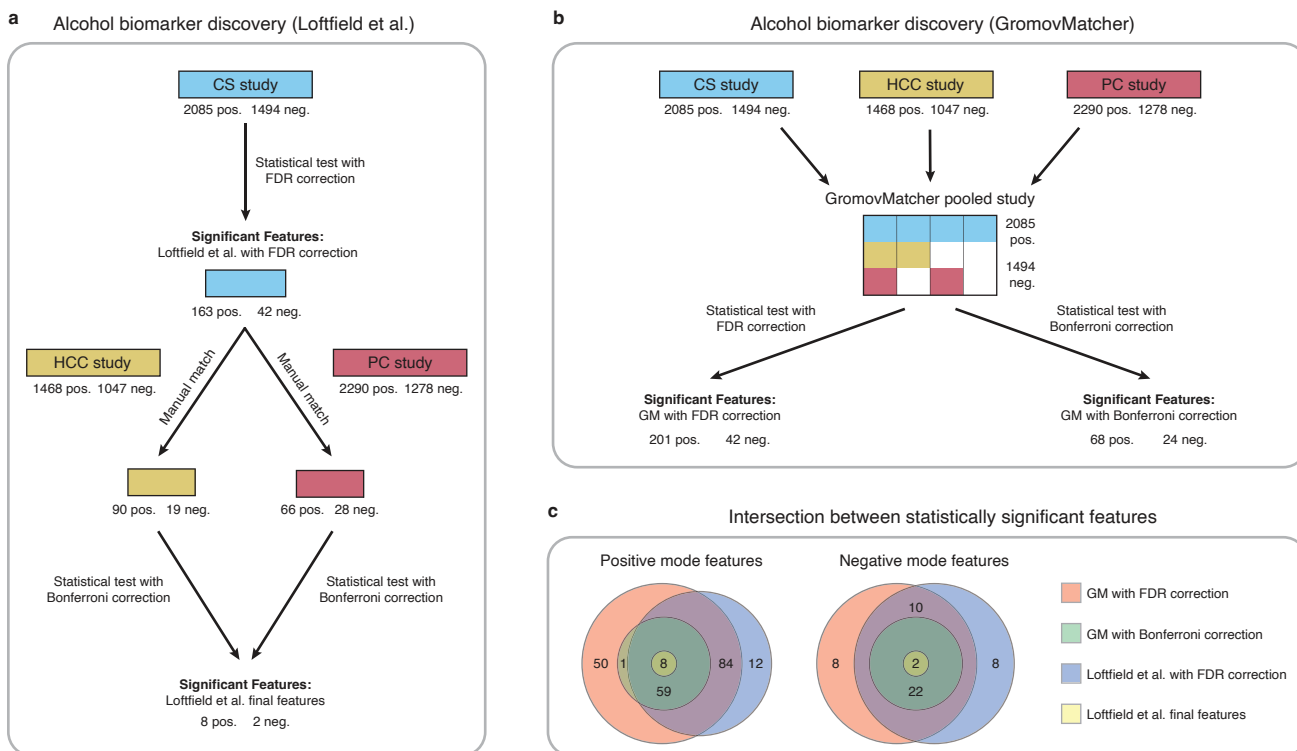 a
Alcohol biomarker discovery (Loftfield et al.)
CS study
2085 pos. 1494 neg.
Statistical test with
FDR correction
Significant Features:
Loftfield et al. with FDR correction
163 pos. 42 neg.
HCC study
1468 pos. 1047 neg.
Manual match
Manual match
PC study
2290 pos. 1278 neg.
90 pos. 19 neg.
66 pos. 28 neg.
Statistical test with
Bonferroni correction
Statistical test with
Bonferroni correction
Significant Features:
Loftfield et al. final features
8 pos. 2 neg.
b
Alcohol biomarker discovery (GromovMatcher)
CS study
2085 pos. 1494 neg.
HCC study
1468 pos. 1047 neg.
PC study
2290 pos. 1278 neg.
GromovMatcher pooled study
2085
pos.
1494
neg.
Statistical test with
FDR correction
Statistical test with
Bonferroni correction
Significant Features:
GM with FDR correction
201 pos. 42 neg.
Significant Features:
GM with Bonferroni correction
68 pos. 24 neg.
c
Intersection between statistically significant features
Positive mode features
50 1 8 84 12
59
Negative mode features
10
8 2 8
22
GM with FDR correction
GM with Bonferroni correction
Loftfield et al. with FDR correction
Loftfield et al. final features